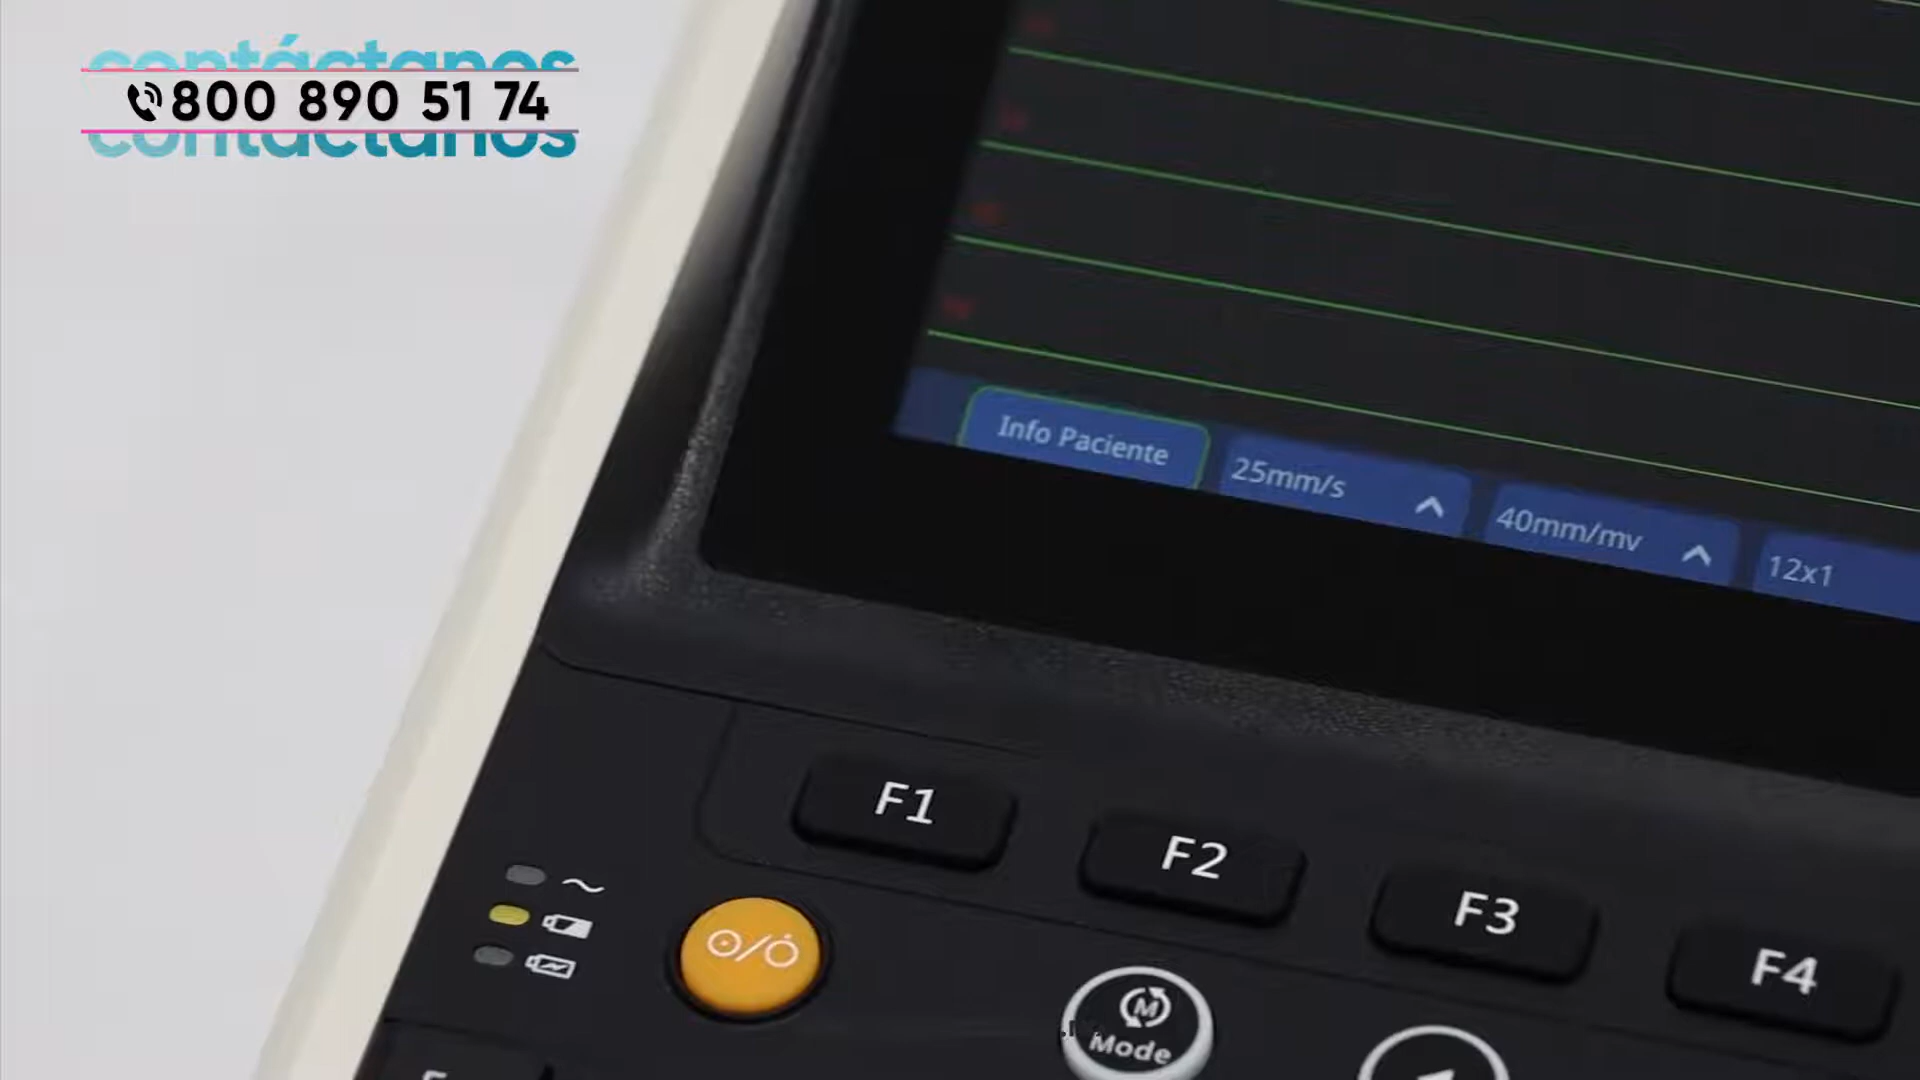 contáctanos
800 890 51 74
contáctanos
Info Paciente
25mm/s
40mm/mv
12x1
F1
F2
F3
F4
M
Mode